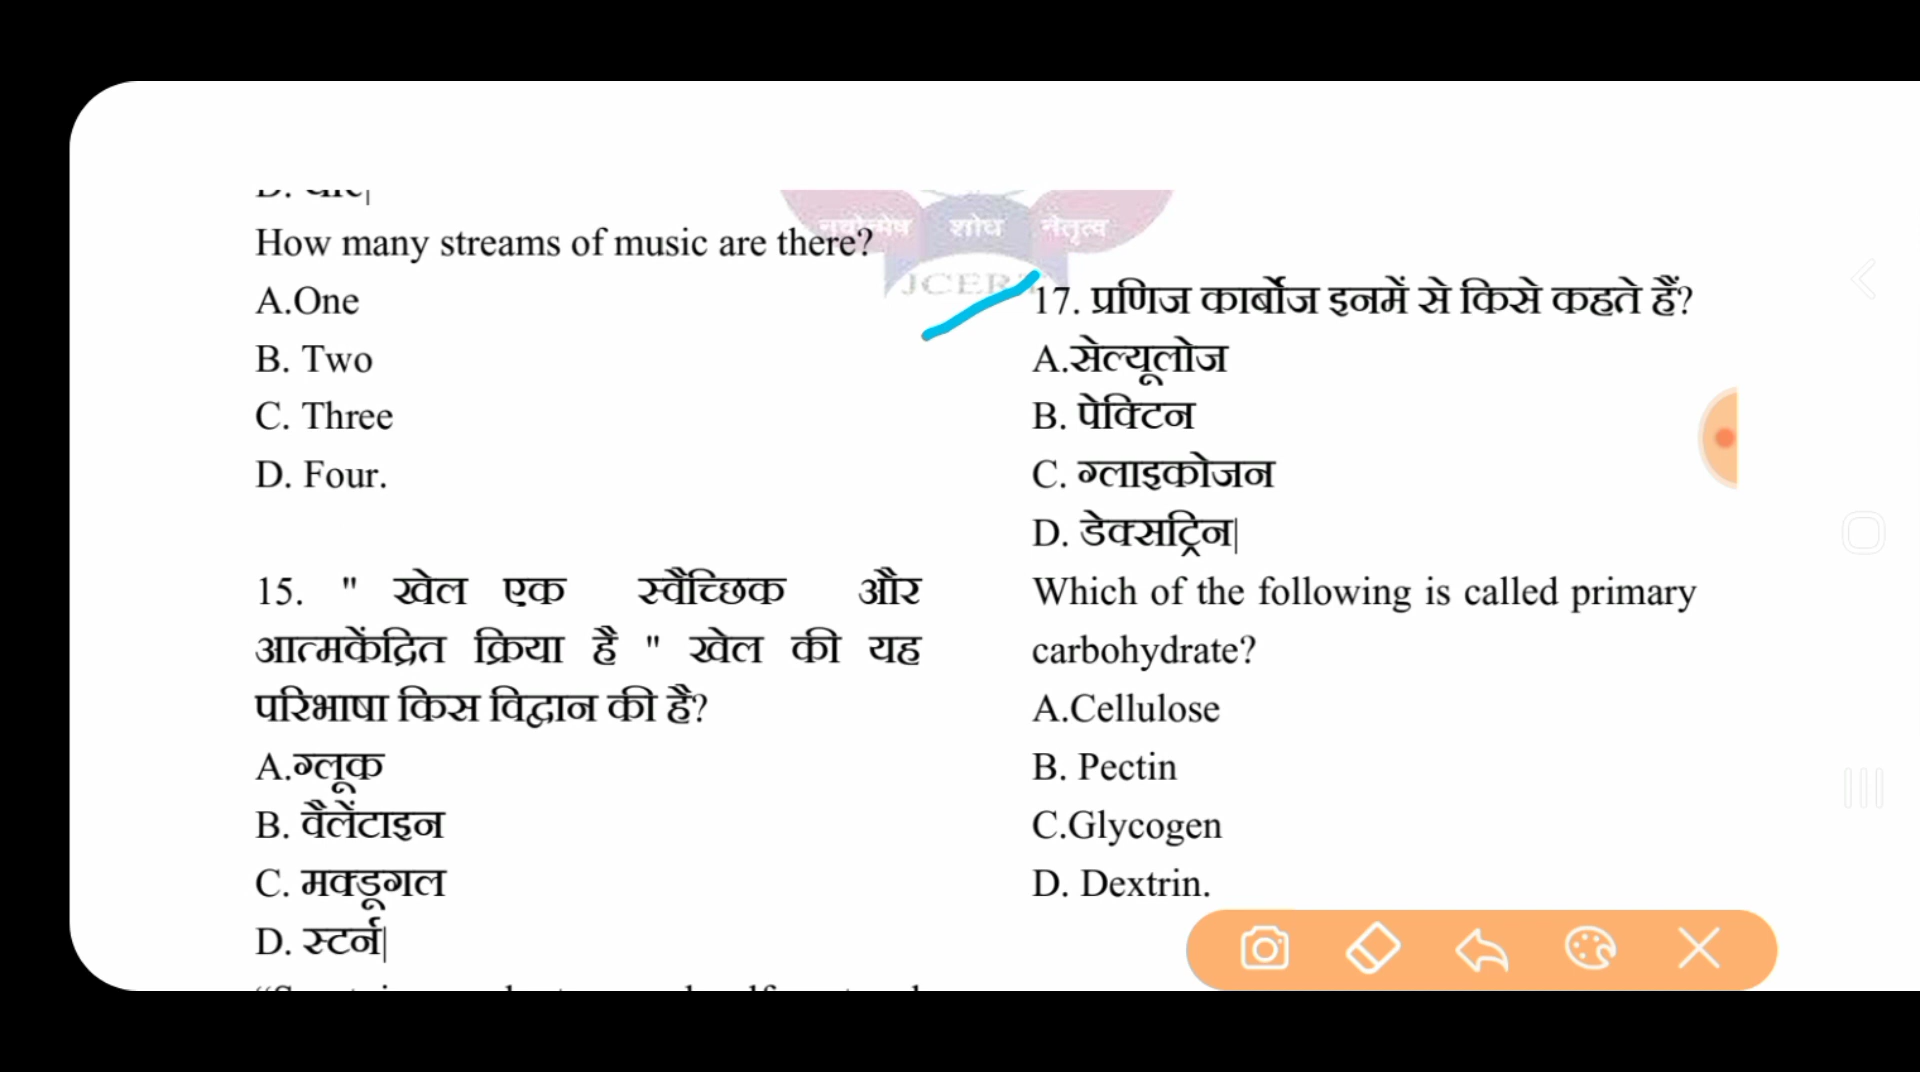 How many streams of music are there?
A.One
B. Two
C. Three
D. Four.
15. " खेल एक स्वैच्छिक और
आत्मकेंद्रित क्रिया है " खेल की यह
परिभाषा किस विद्वान की है?
A.ग्लूक
B. वैलेंटाइन
C. मक्डूगल
D. स्टर्न|
नवोन्मेष शोध नेतृत्व
JCERT
17. प्रणिज कार्बोज इनमें से किसे कहते हैं?
A.सेल्यूलोज
B. पेक्टिन
C. ग्लाइकोजन
D. डेक्सट्रिन|
Which of the following is called primary
carbohydrate?
A.Cellulose
B. Pectin
C.Glycogen
D. Dextrin.